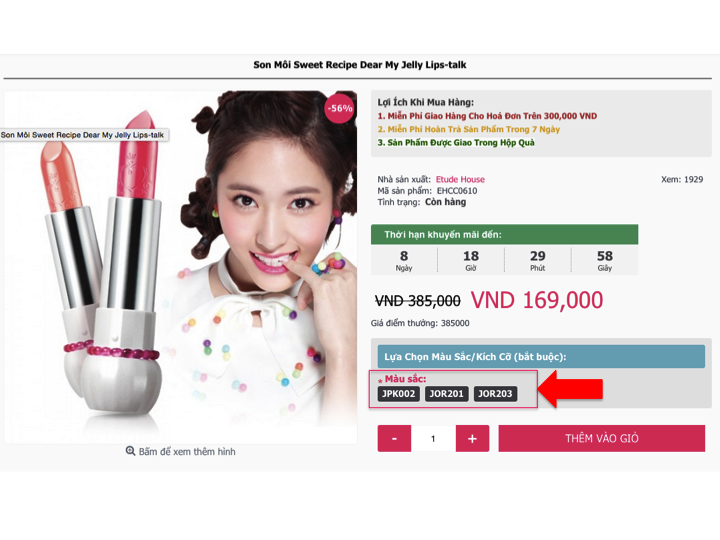 Son Môi Sweet Recipe Dear My Jelly Lips-talk
-56%
Son Môi Sweet Recipe Dear My Jelly Lips-talk
Bấm để xem thêm hình
Lợi Ích Khi Mua Hàng:
1. Miễn Phí Giao Hàng Cho Hoá Đơn Trên 300,000 VND
2. Miễn Phí Hoàn Trả Sản Phẩm Trong 7 Ngày
3. Sản Phẩm Được Giao Trong Hộp Quà
Nhà sản xuất: Etude House Xem: 1929
Mã sản phẩm: EHCC0610
Tình trạng: Còn hàng
Thời hạn khuyến mãi đến:
8 18 29 58
Ngày Giờ Phút Giây
VND 385,000 VND 169,000
Giá điểm thưởng: 385000
Lựa Chọn Màu Sắc/Kích Cỡ (bắt buộc):
* Màu sắc:
JPK002 JOR201 JOR203
- 1 + THÊM VÀO GIỎ